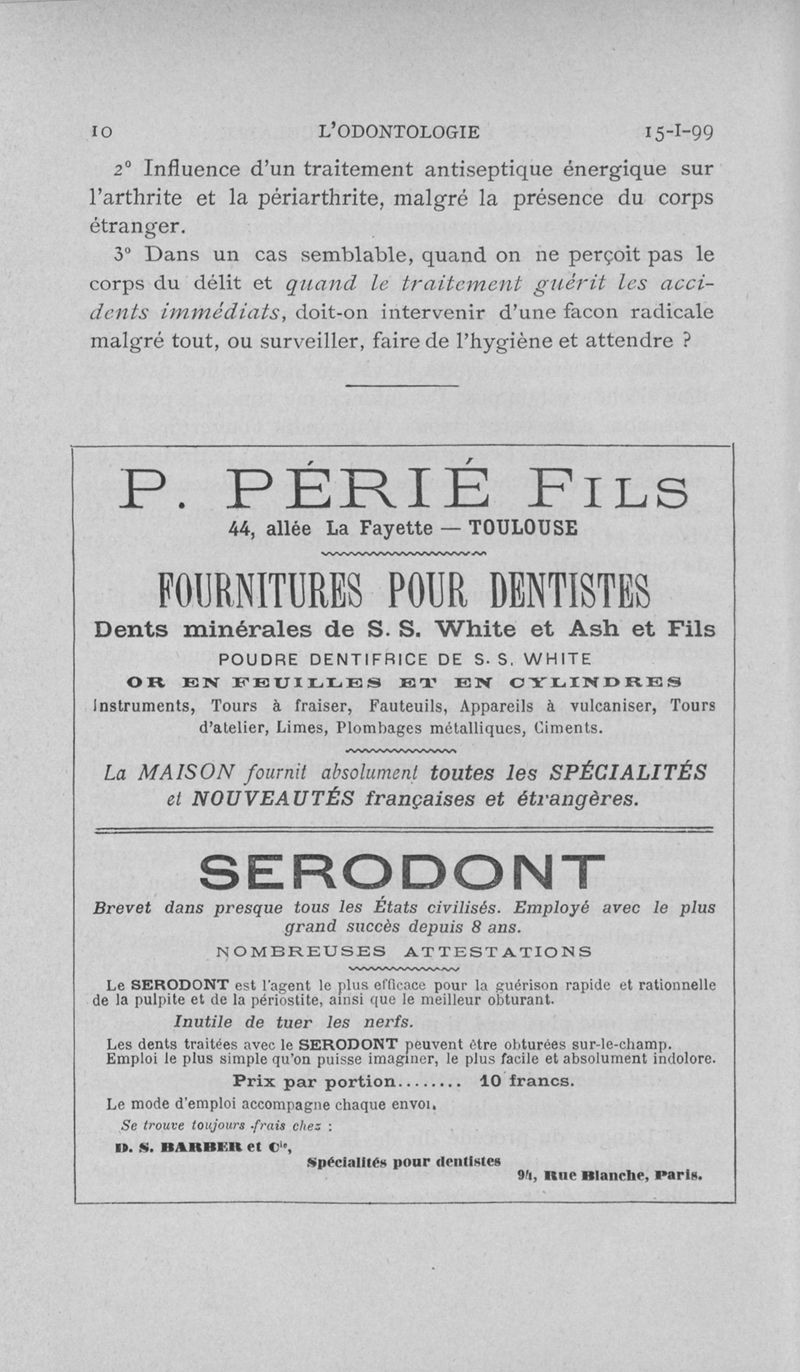 10 L'ODONTOLOGIE 15-I-99
2° Influence d'un traitement antiseptique énergique sur
l'arthrite et la périarthrite, malgré la présence du corps
étranger.
3° Dans un cas semblable, quand on ne perçoit pas le
corps du délit et quand le traitement guérit les acci-
dents immédiats, doit-on intervenir d'une facon radicale
malgré tout, ou surveiller, faire de l'hygiène et attendre ?
P. PÉRIÉ FILS
44, allée La Fayette — TOULOUSE
FOURNITURES POUR DENTISTES
Dents minérales de S. S. White et Ash et Fils
POUDRE DENTIFRICE DE S. S. WHITE
OR EN FEUILLES ET EN CYLINDRES
Instruments, Tours à fraiser, Fauteuils, Appareils à vulcaniser, Tours
d'atelier, Limes, Plombages métalliques, Ciments.
La MAISON fournit absolument toutes les SPÉCIALITÉS
et NOUVEAUTÉS françaises et étrangères.
SERODONT
Brevet dans presque tous les États civilisés. Employé avec le plus
grand succès depuis 8 ans.
NOMBREUSES ATTESTATIONS
Le SERODONT est l'agent le plus efficace pour la guérison rapide et rationnelle
de la pulpite et de la périostite, ainsi que le meilleur obturant.
Inutile de tuer les nerfs.
Les dents traitées avec le SERODONT peuvent être obturées sur-le-champ.
Emploi le plus simple qu'on puisse imaginer, le plus facile et absolument indolore.
Prix par portion........ 10 francs.
Le mode d'emploi accompagne chaque envoi.
Se trouve toujours frais chez :
D. S. BARBER et Cie,
Spécialités pour dentistes
94, Rue Blanche, Paris.